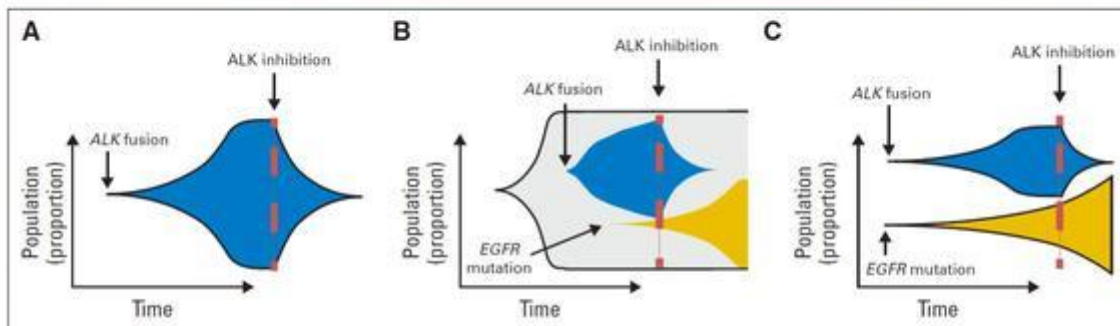 A
ALK inhibition
ALK fusion
Population
(proportion)
Time
B
ALK inhibition
ALK fusion
EGFR
mutation
Population
(proportion)
Time
C
ALK inhibition
ALK fusion
EGFR mutation
Population
(proportion)
Time